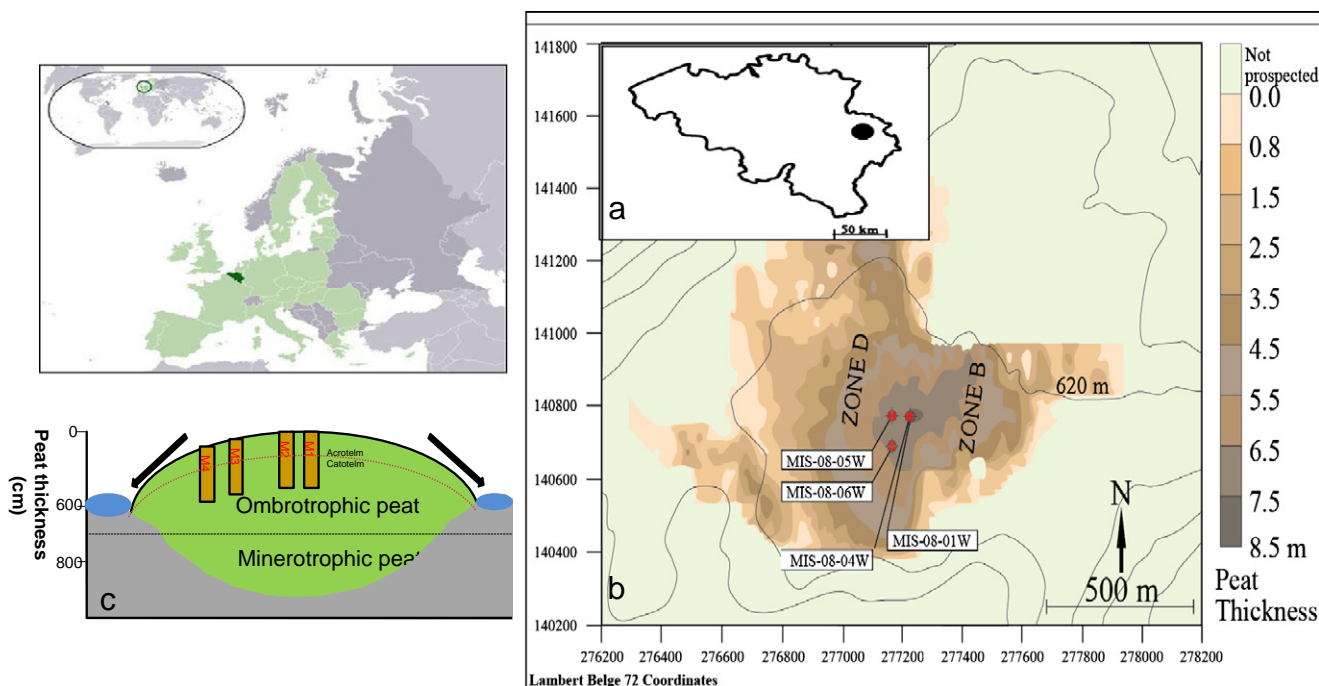 a
50 km
141800
141600
141400
141200
141000
140800
140600
140400
140200
276200 276400 276600 276800 277000 277200 277400 277600 277800 278000 278200
Lambert Belge 72 Coordinates
ZONE D
ZONE B
620 m
MIS-08-05W
MIS-08-06W
MIS-08-01W
MIS-08-04W
b
N
500 m
Not
prospected
0.0
0.8
1.5
2.5
3.5
4.5
5.5
6.5
7.5
8.5 m
Peat
Thickness
Peat thickness
(cm)
0
600
800
M4
M3
M2
M1
Acrotelm
Catotelm
Ombrotrophic peat
Minerotrophic peat
c